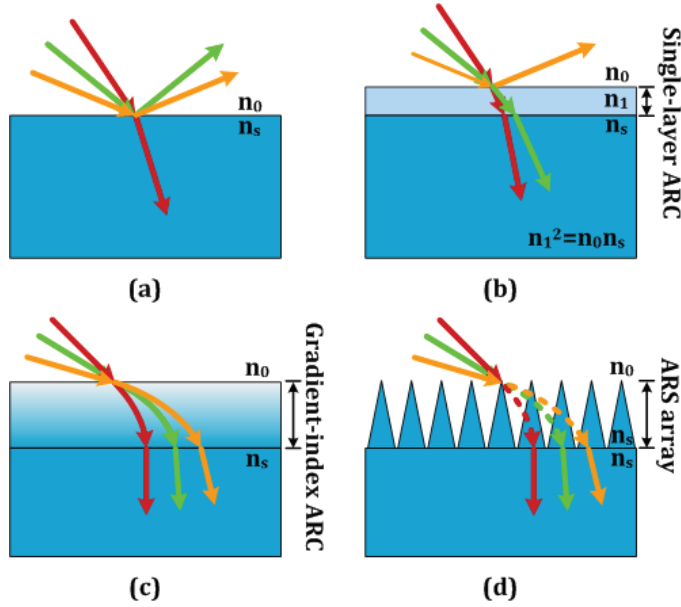 n₀
nₛ
(a)
n₀
n₁
nₛ
n₁²=n₀nₛ
Single-layer ARC
(b)
n₀
nₛ
Gradient-index ARC
(c)
n₀
nₛ
nₛ
ARS array
(d)